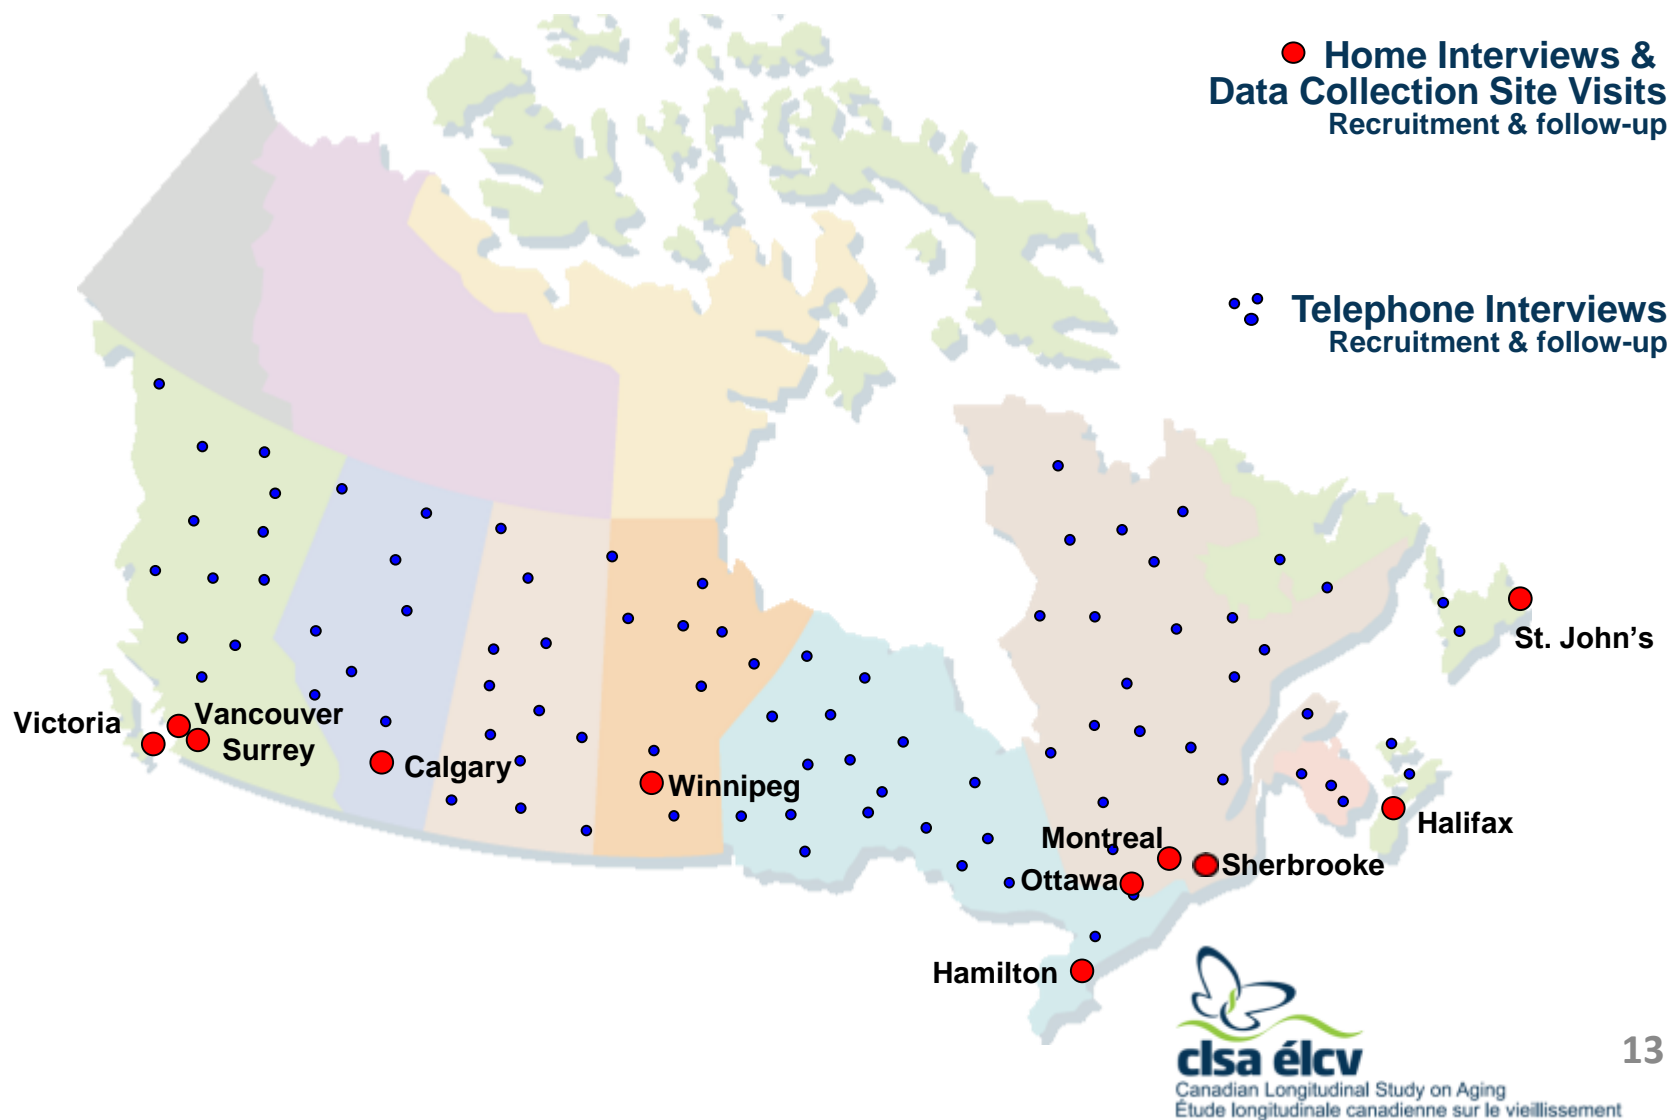 Home Interviews &
Data Collection Site Visits
Recruitment & follow-up
Telephone Interviews
Recruitment & follow-up
St. John’s
Victoria
Vancouver
Surrey
Calgary
Winnipeg
Halifax
Montreal
Sherbrooke
Ottawa
Hamilton
clsa élcv
Canadian Longitudinal Study on Aging
Étude longitudinale canadienne sur le vieillissement
13